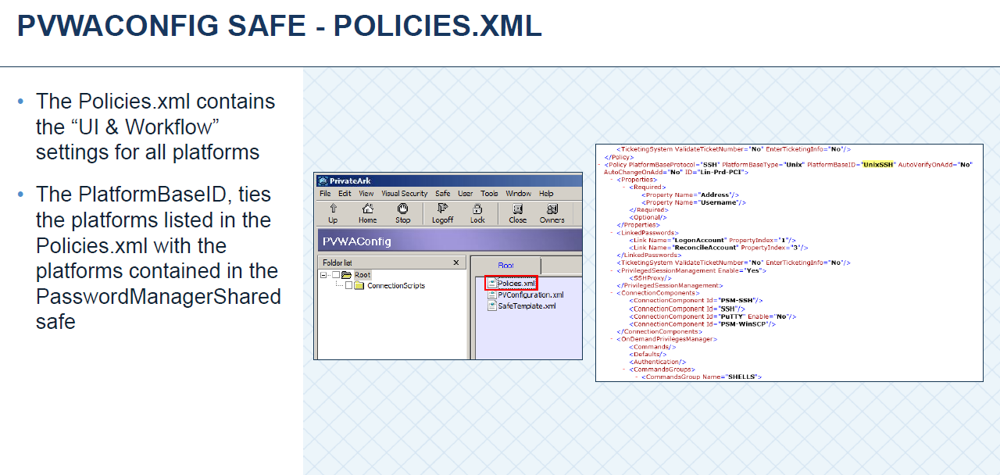 PVWACONFIG SAFE - POLICIES.XML
• The Policies.xml contains
the “UI & Workflow”
settings for all platforms
• The PlatformBaseID, ties
the platforms listed in the
Policies.xml with the
platforms contained in the
PasswordManagerShared
safe
PrivateArk
File Edit View Visual Security Safe User Tools Window Help
Up Home Stop Logoff Lock Close Owners
PVWAConfig
Folder list x
Root
ConnectionScripts
Root
Policies.xml
PVConfiguration.xml
SafeTemplate.xml
<TicketingSystem ValidateTicketNumber="No" EnterTicketingInfo="No"/>
</Policy>
- <Policy PlatformBaseProtocol="SSH" PlatformBaseType="Unix" PlatformBaseID="UnixSSH" AutoVerifyOnAdd="No"
AutoChangeOnAdd="No" ID="Lin-Prd-PCI">
- <Properties>
- <Required>
<Property Name="Address"/>
<Property Name="Username"/>
</Required>
<Optional/>
</Properties>
- <LinkedPasswords>
<Link Name="LogonAccount" PropertyIndex="1"/>
<Link Name="ReconcileAccount" PropertyIndex="3"/>
</LinkedPasswords>
<TicketingSystem ValidateTicketNumber="No" EnterTicketingInfo="No"/>
- <PrivilegedSessionManagement Enable="Yes">
<SSHProxy/>
</PrivilegedSessionManagement>
- <ConnectionComponents>
<ConnectionComponent Id="PSM-SSH"/>
<ConnectionComponent Id="SSH"/>
<ConnectionComponent Id="PuTTY" Enable="No"/>
<ConnectionComponent Id="PSM-WinSCP"/>
</ConnectionComponents>
- <OnDemandPrivilegesManager>
<Commands/>
<Defaults/>
<Authentication/>
- <CommandsGroups>
- <CommandsGroup Name="SHELLS">